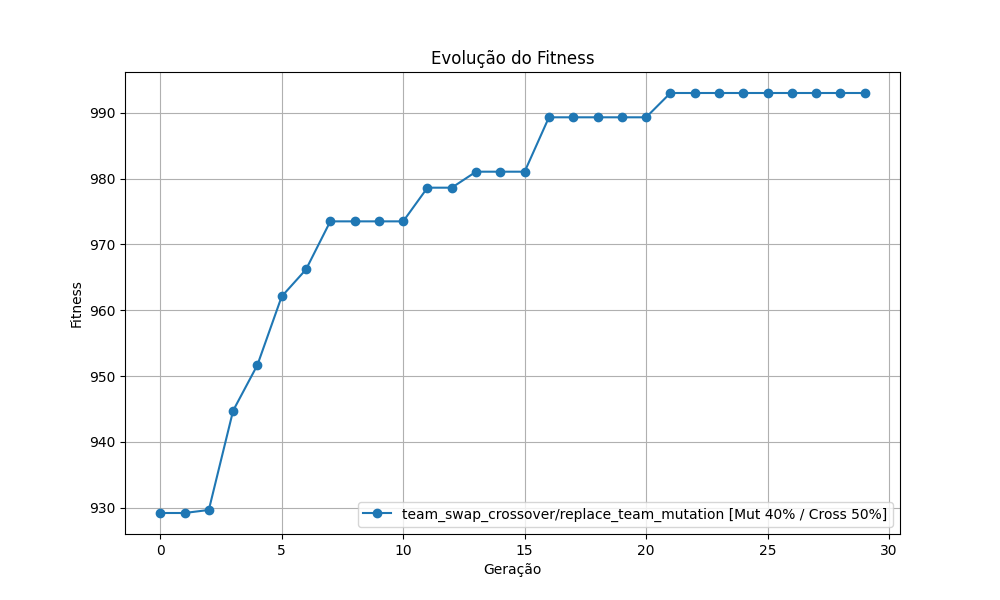 Evolução do Fitness
Fitness
990
980
970
960
950
940
930
team_swap_crossover/replace_team_mutation [Mut 40% / Cross 50%]
0 5 10 15 20 25 30
Geração